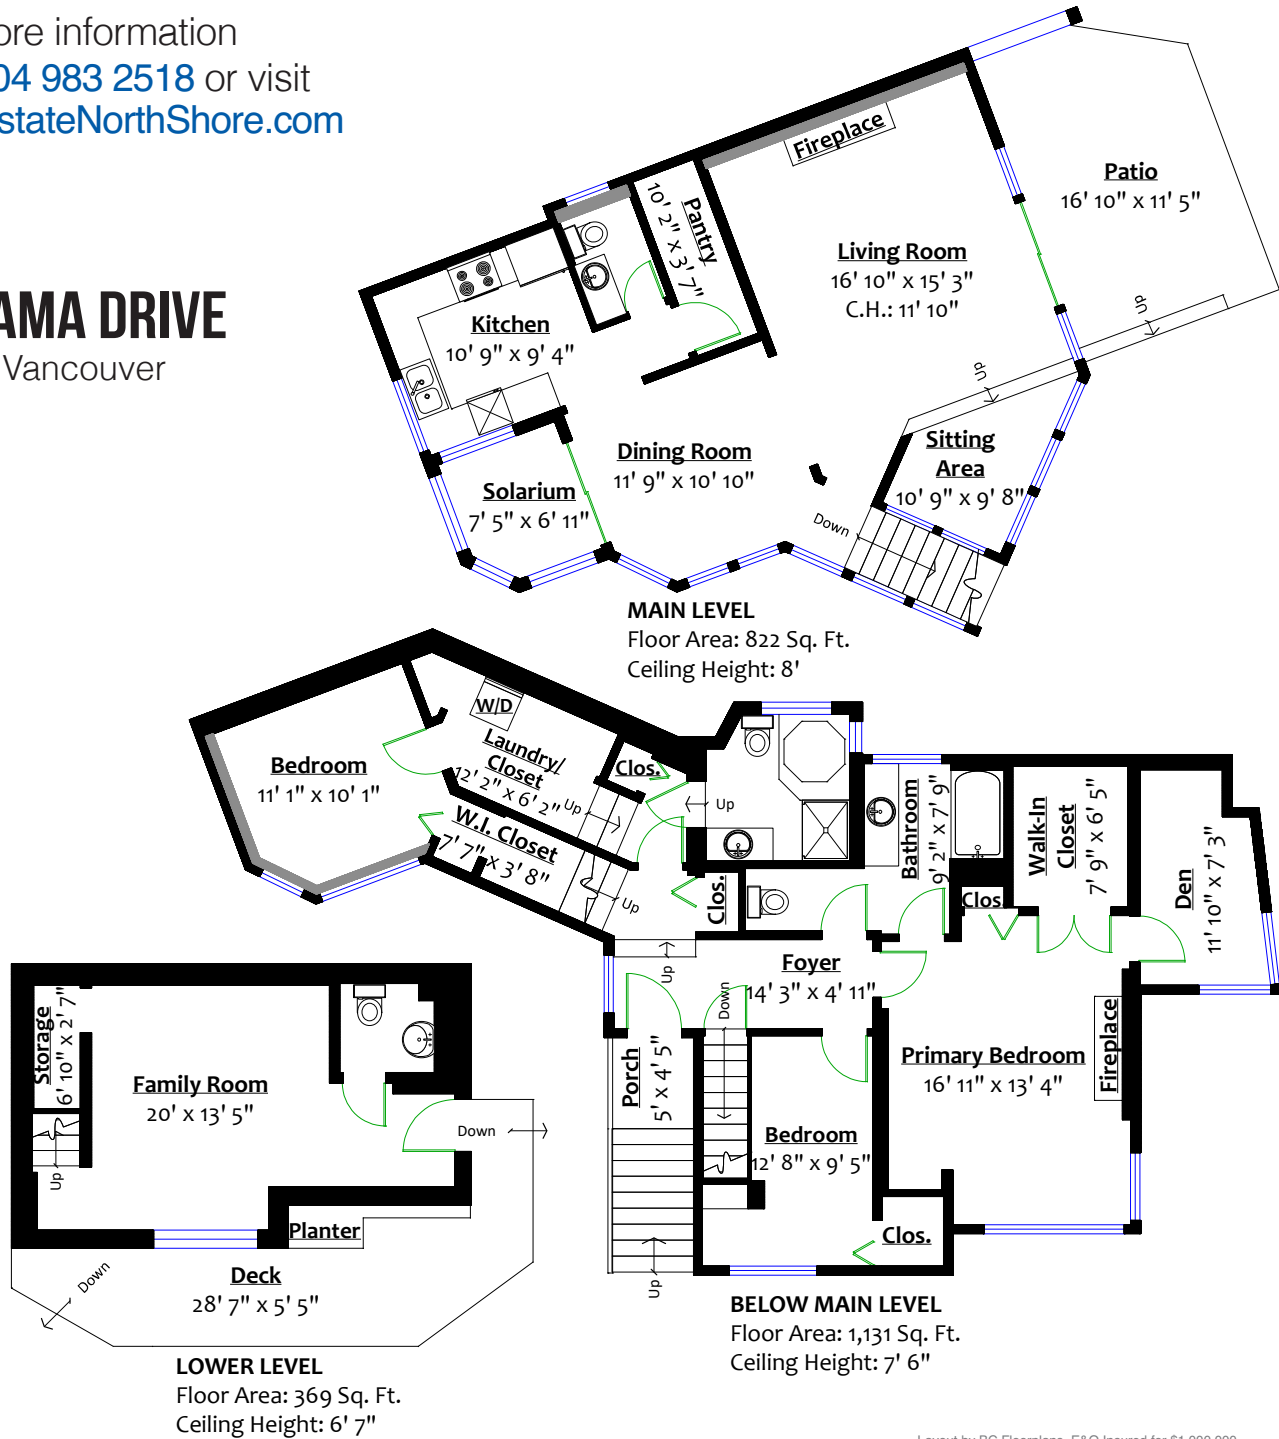 ore information
04 983 2518 or visit
stateNorthShore.com
AMA DRIVE
Vancouver
Fireplace
Patio
16' 10" x 11' 5"
Pantry
10' 2" x 3' 7"
Living Room
16' 10" x 15' 3"
C.H.: 11' 10"
Kitchen
10' 9" x 9' 4"
dn
Up
Sitting
Area
10' 9" x 9' 8"
Dining Room
11' 9" x 10' 10"
Solarium
7' 5" x 6' 11"
Down
MAIN LEVEL
Floor Area: 822 Sq. Ft.
Ceiling Height: 8'
W/D
Laundry/
Closet
12' 2" x 6' 2"
Bedroom
11' 1" x 10' 1"
Clos.
Up
Up
W.I. Closet
7' 7" x 3' 8"
Up
Clos.
Bathroom
9' 2" x 7' 9"
Walk-In
Closet
7' 9" x 6' 5"
Clos.
Den
11' 10" x 7' 3"
Foyer
14' 3" x 4' 11"
Up
Down
Porch
5' x 4' 5"
Primary Bedroom
16' 11" x 13' 4"
Fireplace
Bedroom
12' 8" x 9' 5"
Clos.
Up
BELOW MAIN LEVEL
Floor Area: 1,131 Sq. Ft.
Ceiling Height: 7' 6"
Storage
6' 10" x 2' 7"
Family Room
20' x 13' 5"
Up
Down
Planter
Down
Deck
28' 7" x 5' 5"
LOWER LEVEL
Floor Area: 369 Sq. Ft.
Ceiling Height: 6' 7"